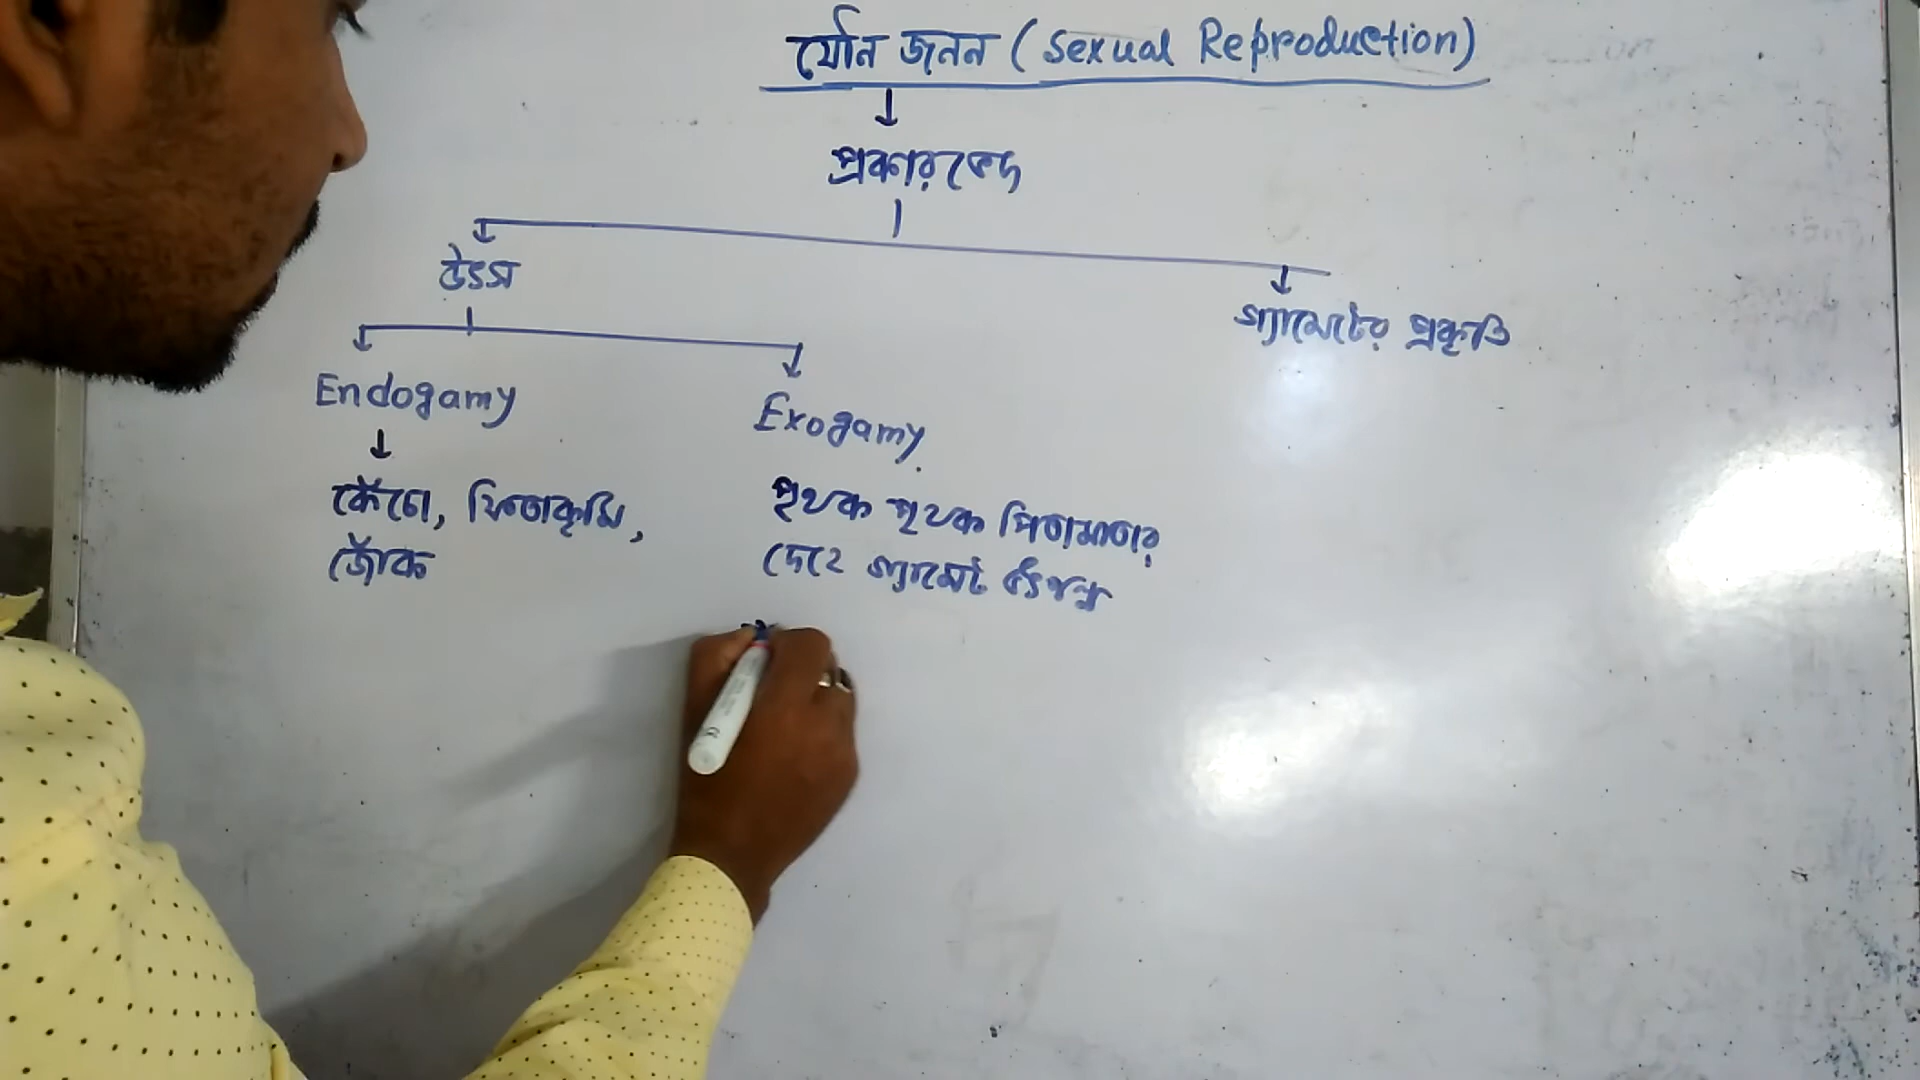 যৌন জনন (Sexual Reproduction)
প্রকারভেদ
উৎস
গ্যামেটের প্রকৃতি
Endogamy
Exogamy
কেঁচো, ফিতাকৃমি,
জোঁক
পৃথক পৃথক পিতামাতার
দেহে গ্যামেট উৎপন্ন